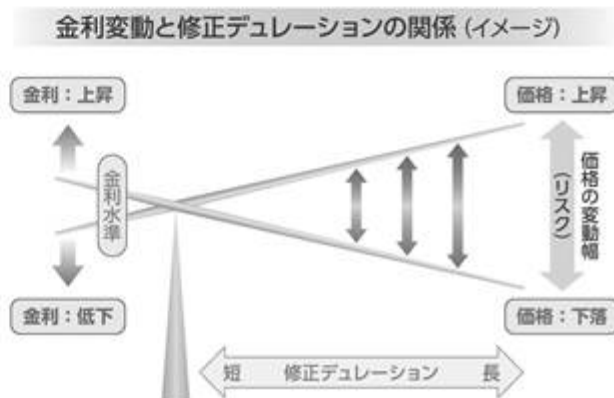 金利変動と修正デュレーションの関係（イメージ）
金利：上昇
価格：上昇
金利水準
価格の変動幅
（リスク）
金利：低下
価格：下落
短 修正デュレーション 長